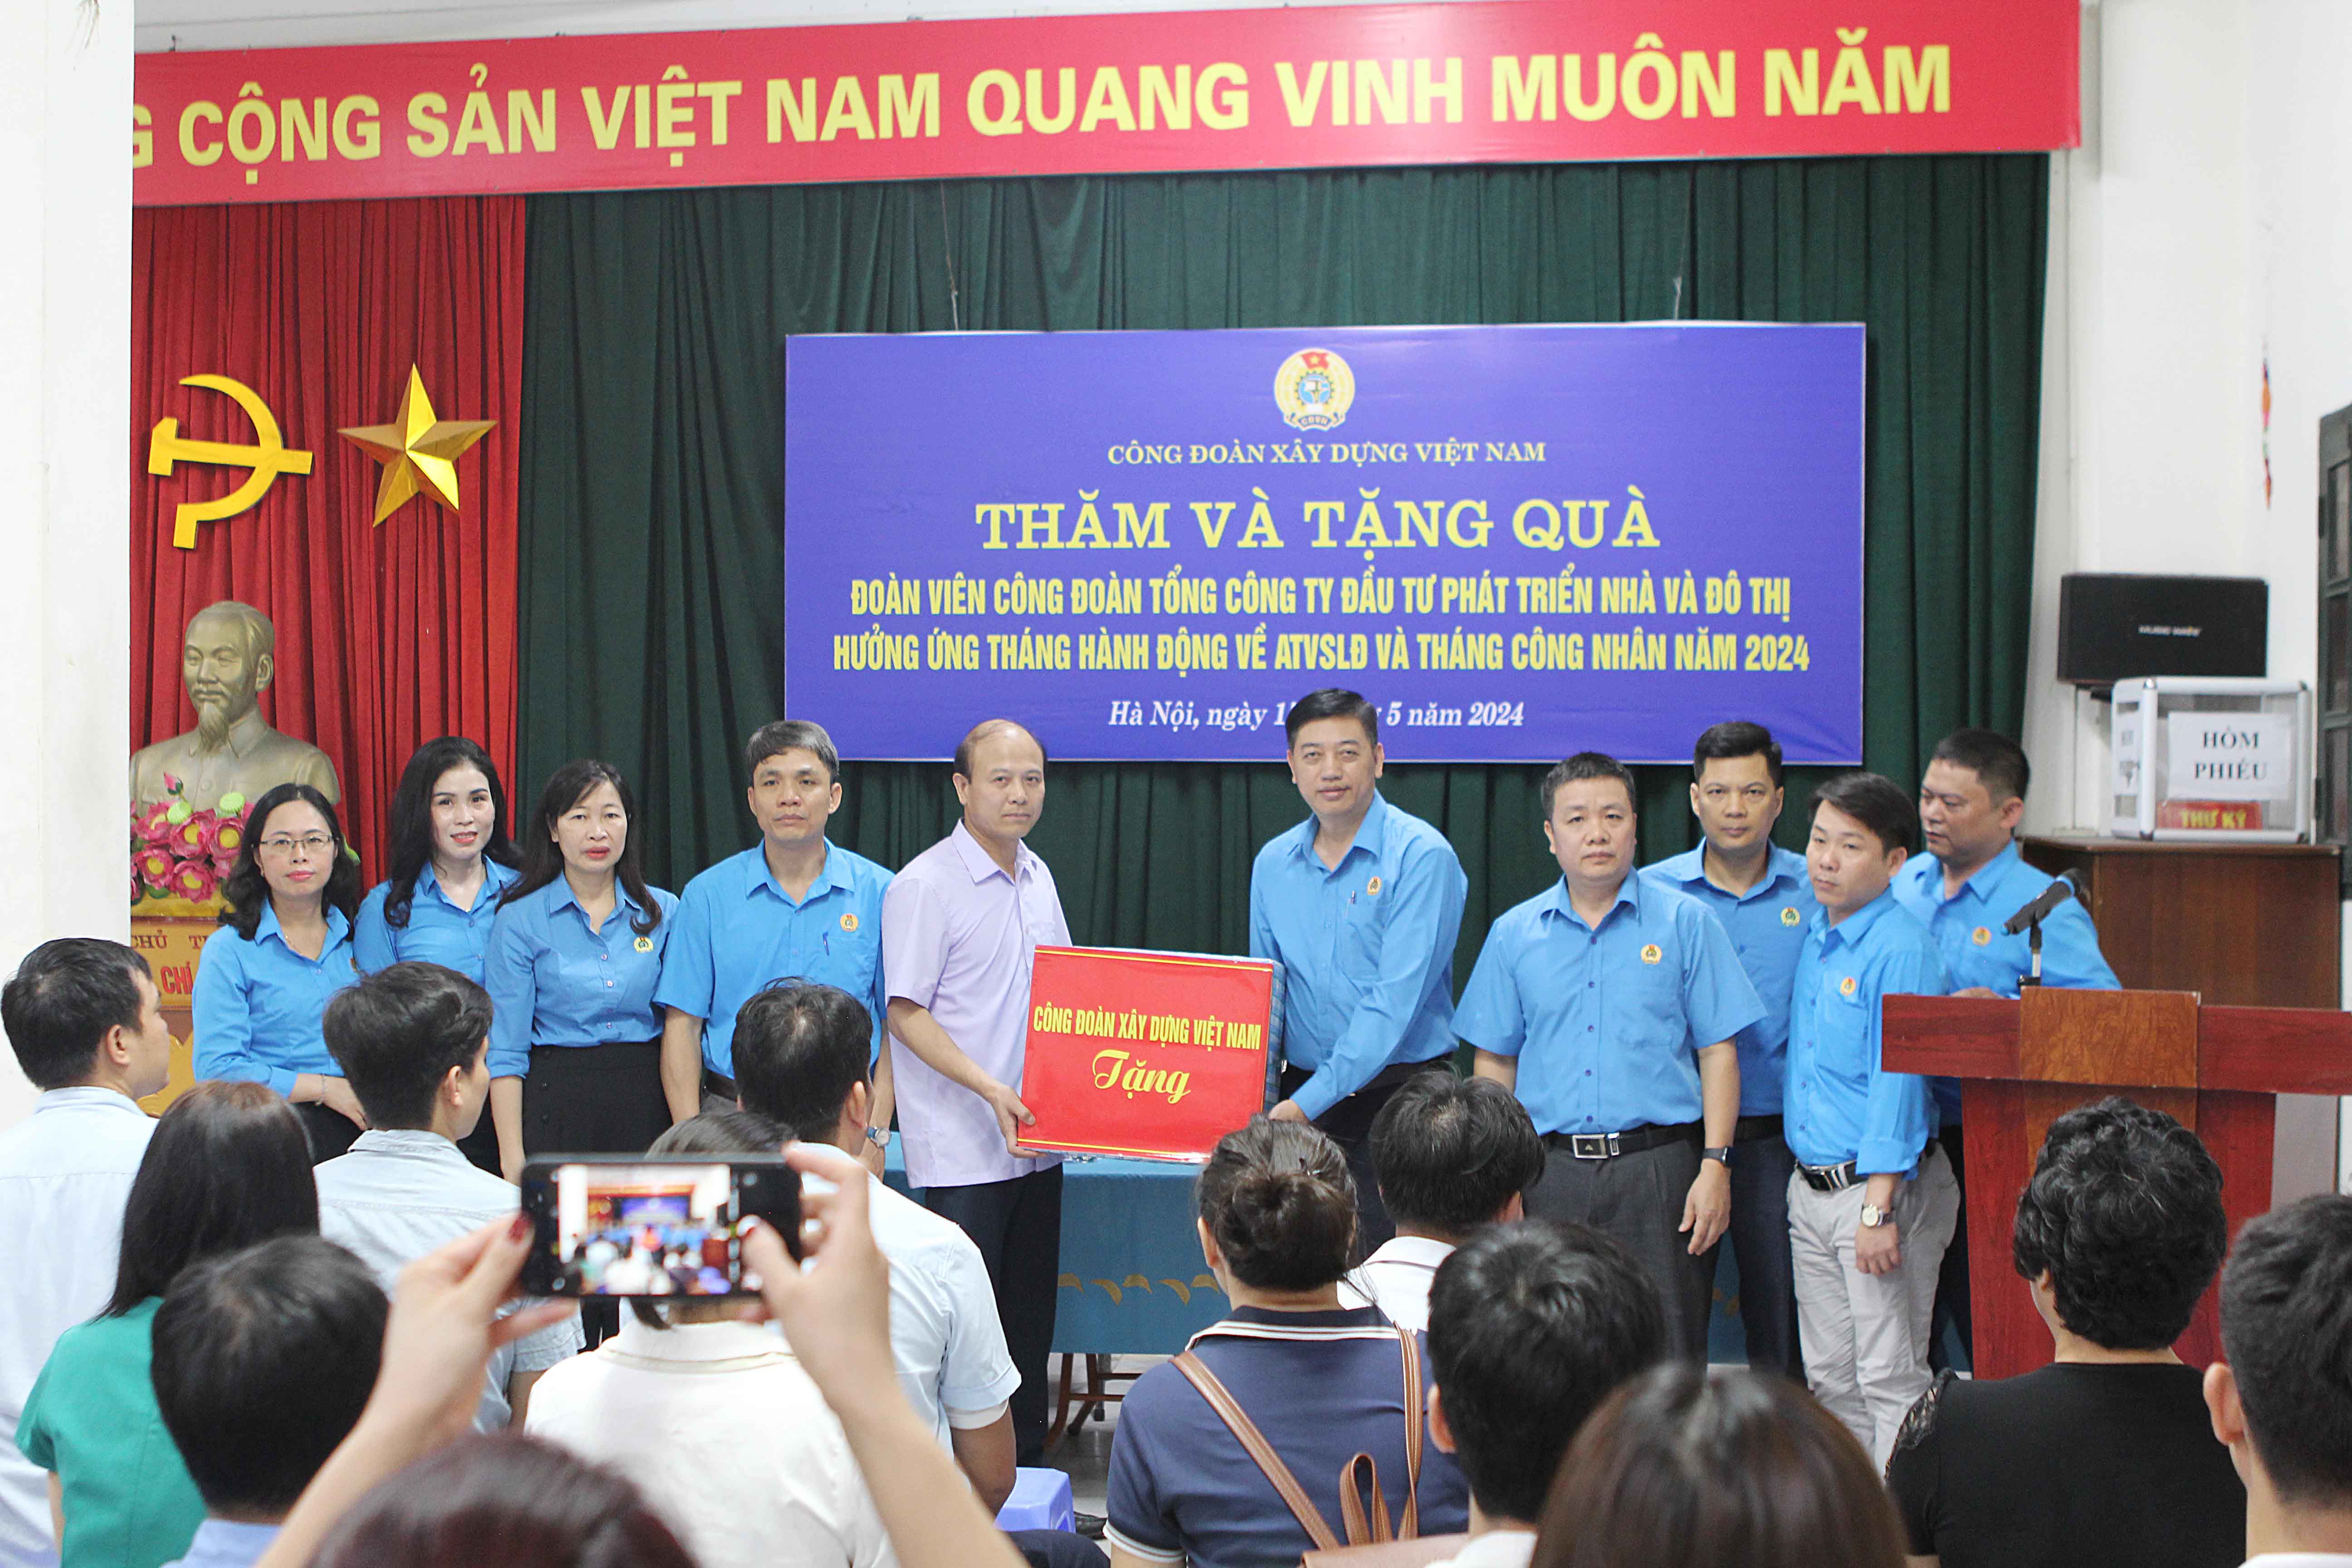 CỘNG SẢN VIỆT NAM QUANG VINH MUÔN NĂM
CÔNG ĐOÀN XÂY DỰNG VIỆT NAM
THĂM VÀ TẶNG QUÀ
ĐOÀN VIÊN CÔNG ĐOÀN TỔNG CÔNG TY ĐẦU TƯ PHÁT TRIỂN NHÀ VÀ ĐÔ THỊ
HƯỞNG ỨNG THÁNG HÀNH ĐỘNG VỀ ATVSLĐ VÀ THÁNG CÔNG NHÂN NĂM 2024
Hà Nội, ngày 5 năm 2024
HÒM
PHIẾU
THƯ KÝ
CÔNG ĐOÀN XÂY DỰNG VIỆT NAM
Tặng
CHỦ
CHÍ